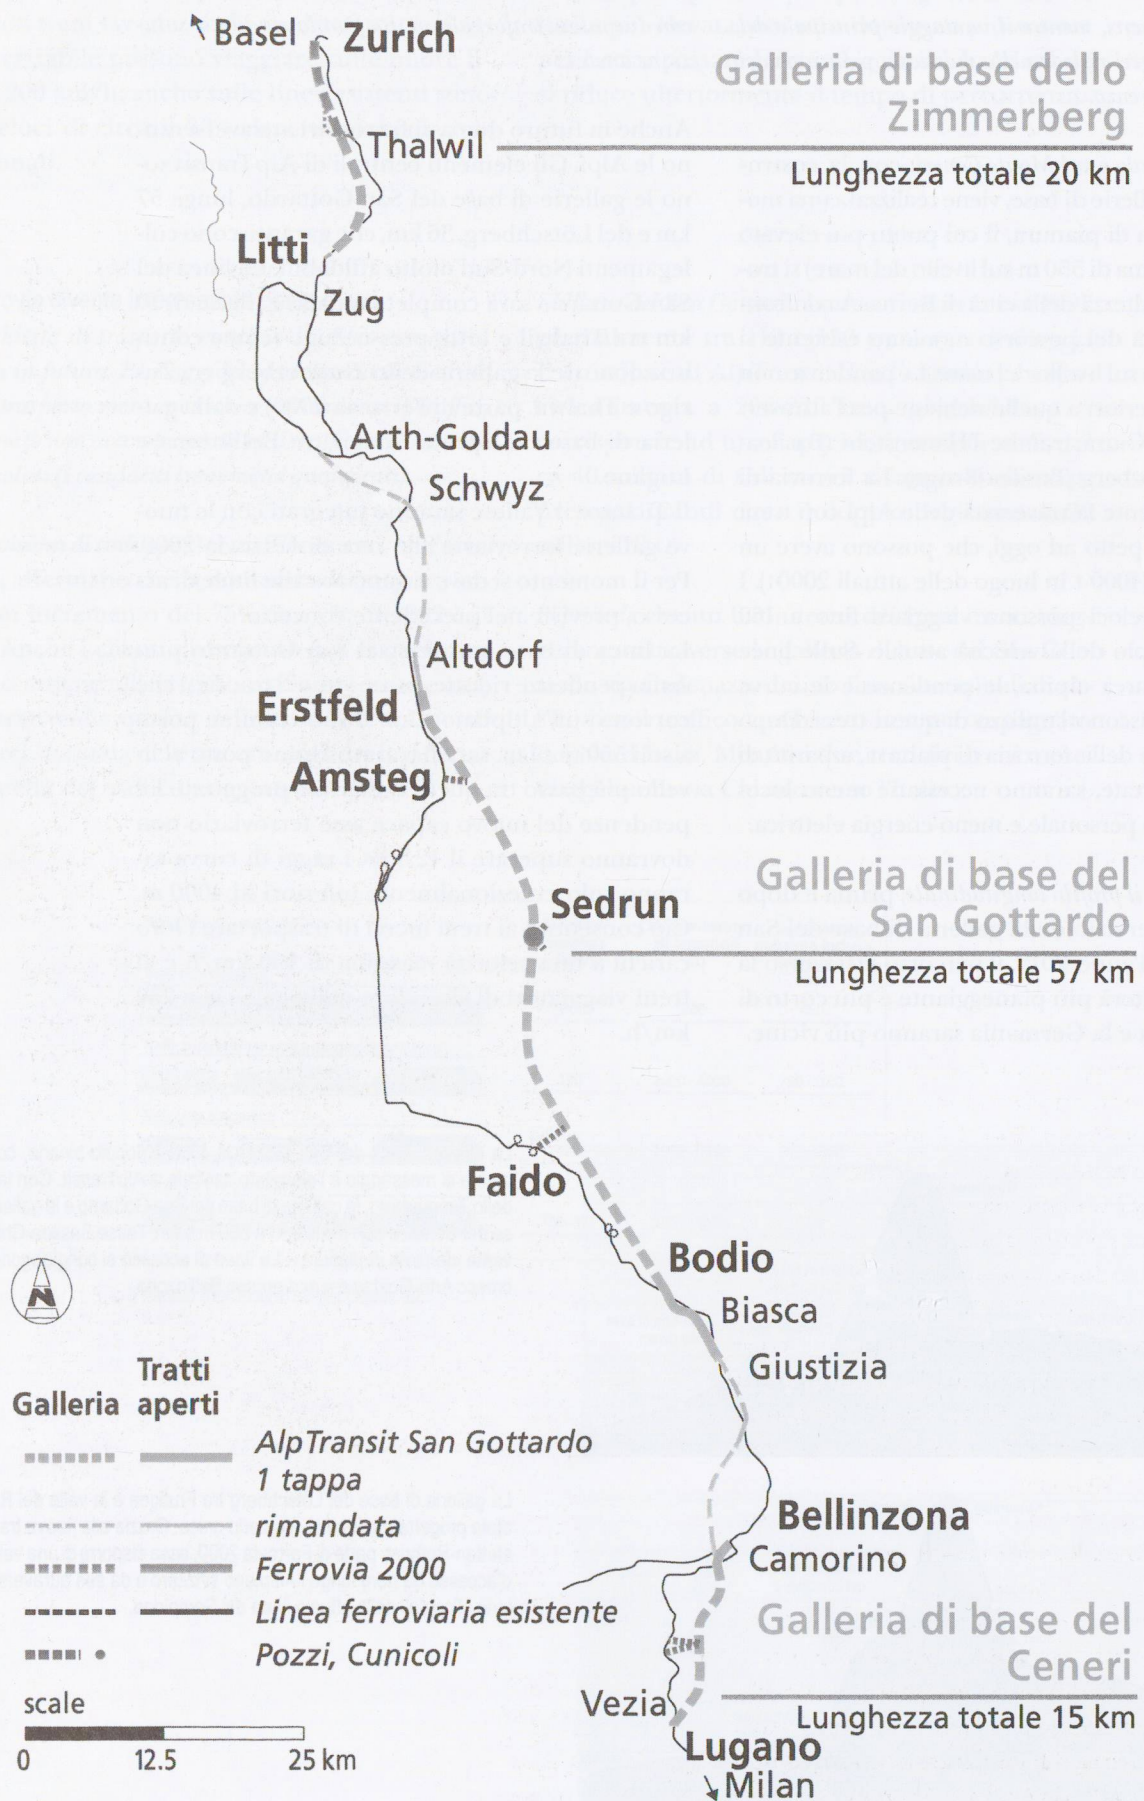 Basel
Zurich
Galleria di base dello
Zimmerberg
Thalwil
Lunghezza totale 20 km
Litti
Zug
Arth-Goldau
Schwyz
Altdorf
Erstfeld
Amsteg
Galleria di base del
San Gottardo
Sedrun
Lunghezza totale 57 km
Faido
Bodio
Biasca
Giustizia
N
Galleria
Tratti
aperti
AlpTransit San Gottardo
1 tappa
rimandata
Ferrovia 2000
Linea ferroviaria esistente
Pozzi, Cunicoli
scale
0 12.5 25 km
Bellinzona
Camorino
Galleria di base del
Ceneri
Vezia
Lunghezza totale 15 km
Lugano
Milan